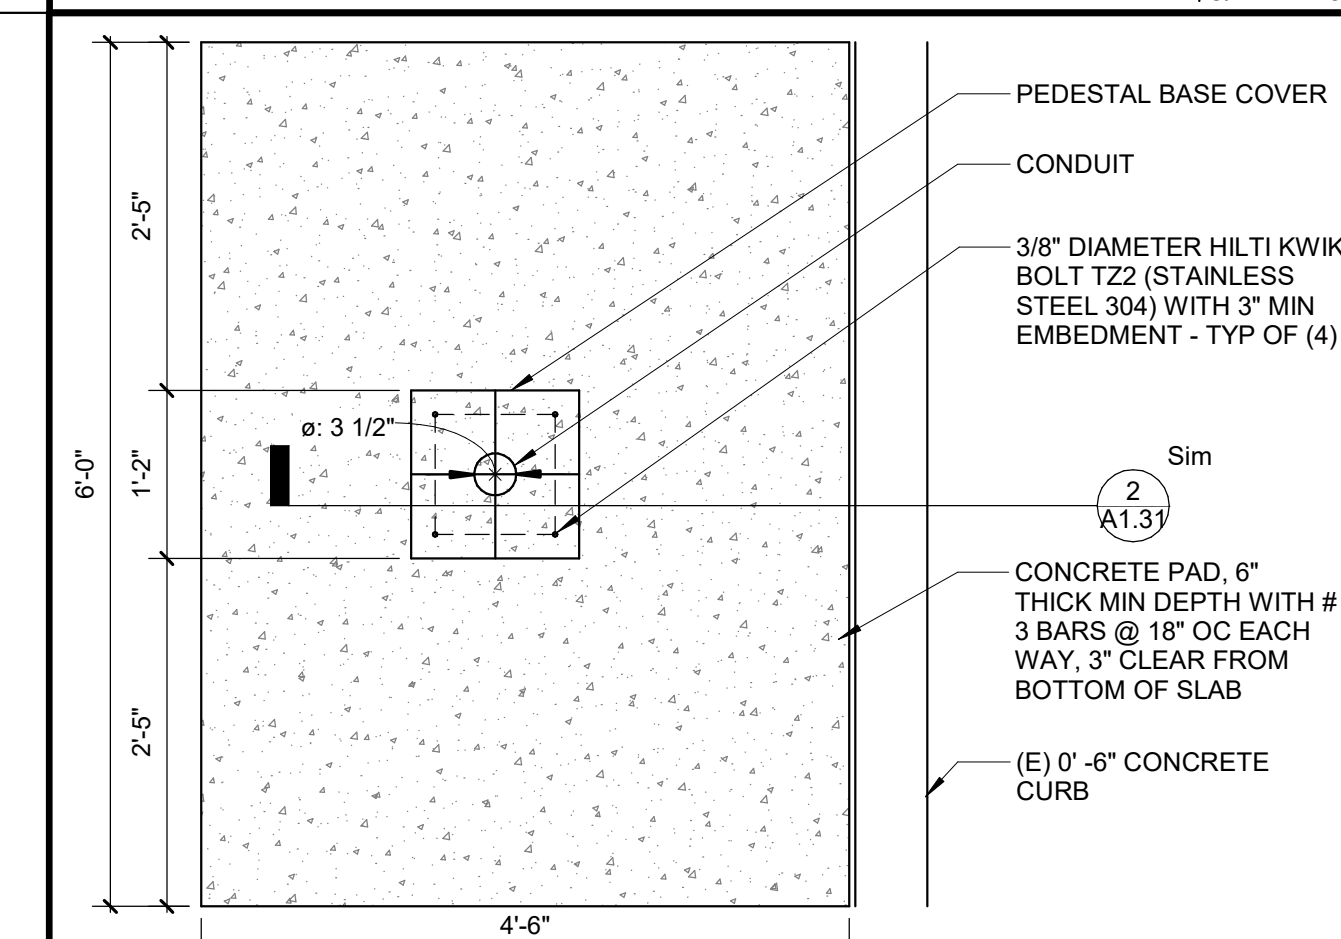 PEDESTAL BASE COVER
CONDUIT
3/8" DIAMETER HILTI KWIK
BOLT TZ2 (STAINLESS
STEEL 304) WITH 3" MIN
EMBEDMENT - TYP OF (4)
2'-5"
ø: 3 1/2"
6'-0"
1'-2"
Sim
2
A1.31
CONCRETE PAD, 6"
THICK MIN DEPTH WITH #
3 BARS @ 18" OC EACH
WAY, 3" CLEAR FROM
BOTTOM OF SLAB
2'-5"
(E) 0' -6" CONCRETE
CURB
4'-6"